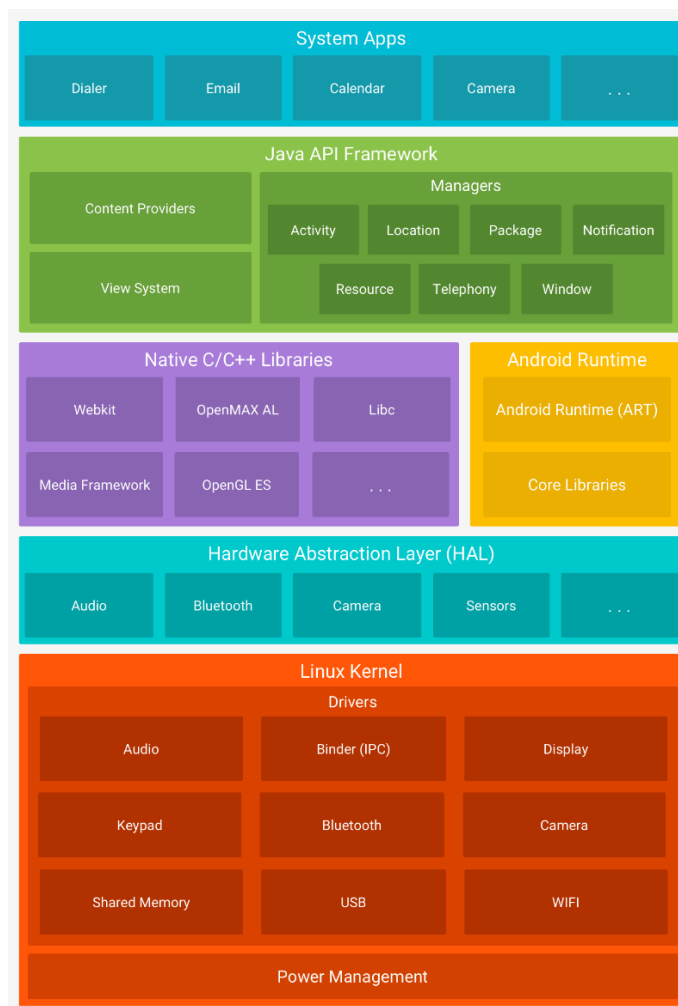 System Apps
Dialer
Email
Calendar
Camera
. . .
Java API Framework
Content Providers
View System
Managers
Activity
Location
Package
Notification
Resource
Telephony
Window
Native C/C++ Libraries
Webkit
OpenMAX AL
Libc
Media Framework
OpenGL ES
. . .
Android Runtime
Android Runtime (ART)
Core Libraries
Hardware Abstraction Layer (HAL)
Audio
Bluetooth
Camera
Sensors
. . .
Linux Kernel
Drivers
Audio
Binder (IPC)
Display
Keypad
Bluetooth
Camera
Shared Memory
USB
WIFI
Power Management